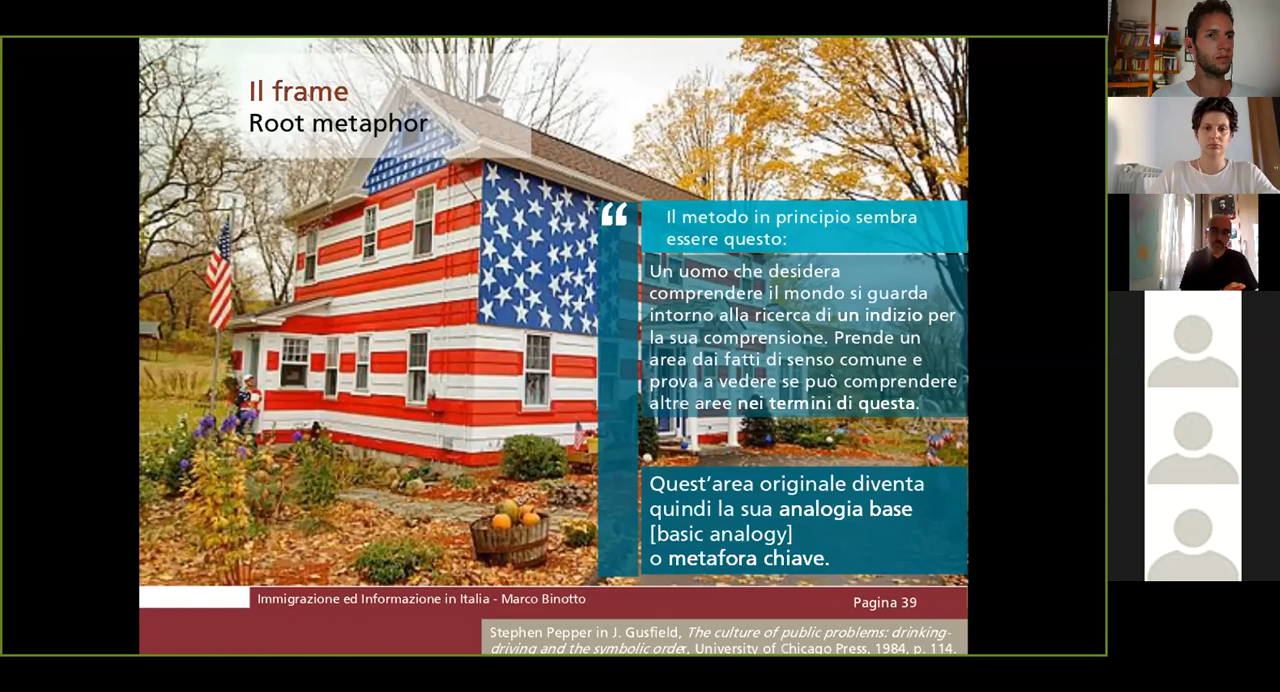 Il frame
Root metaphor
“ Il metodo in principio sembra
essere questo:
Un uomo che desidera
comprendere il mondo si guarda
intorno alla ricerca di un indizio per
la sua comprensione. Prende un
area dai fatti di senso comune e
prova a vedere se può comprendere
altre aree nei termini di questa.
Quest’area originale diventa
quindi la sua analogia base
[basic analogy]
o metafora chiave.
Immigrazione ed Informazione in Italia - Marco Binotto
Pagina 39
Stephen Pepper in J. Gusfield, The culture of public problems: drinking-
driving and the symbolic order, University of Chicago Press, 1984, p. 114.